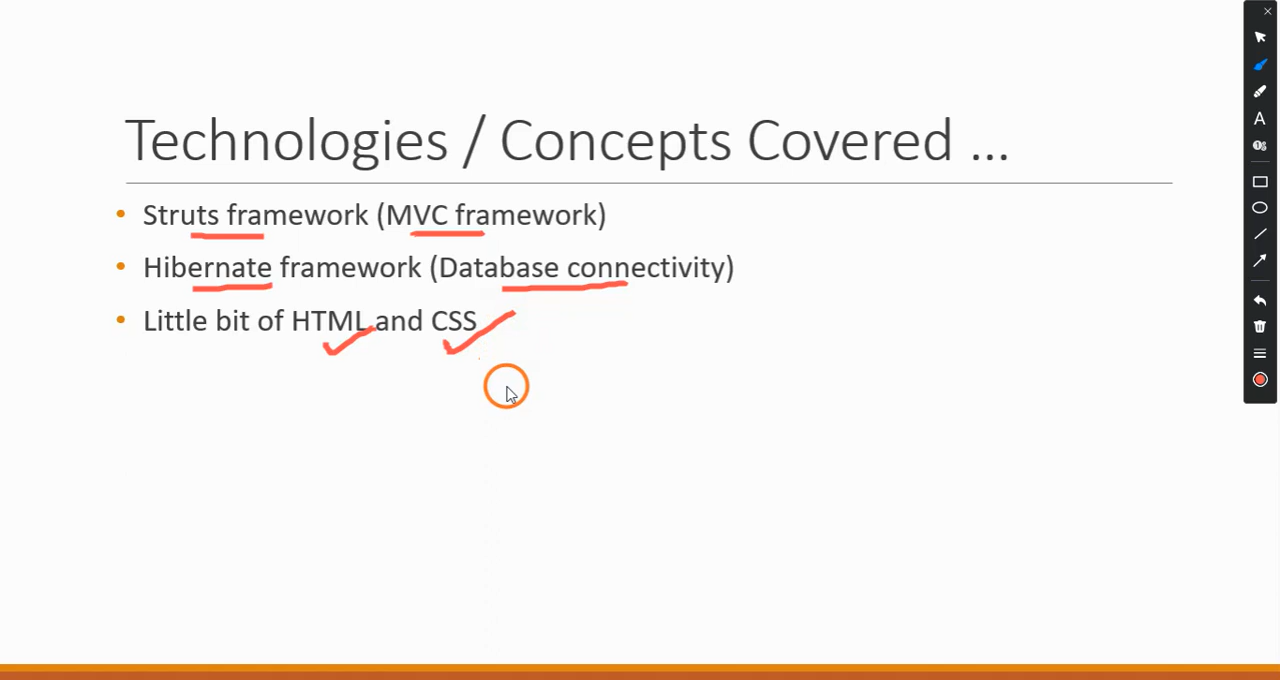 Technologies / Concepts Covered ...
• Struts framework (MVC framework)
• Hibernate framework (Database connectivity)
• Little bit of HTML and CSS
A